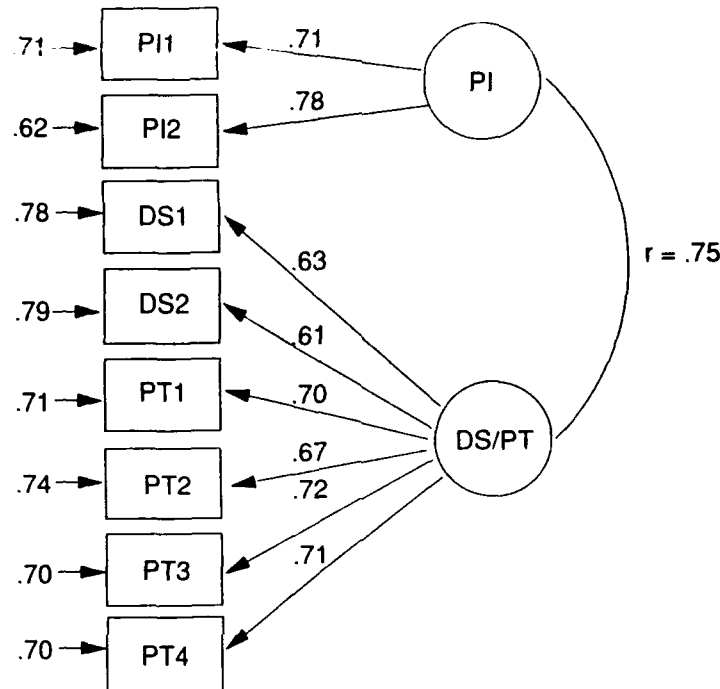 .71 PI1 .71 PI
.62 PI2 .78
.78 DS1 .63 r = .75
.79 DS2 .61
.71 PT1 .70 DS/PT
.74 PT2 .67
.70 PT3 .72
.70 PT4 .71